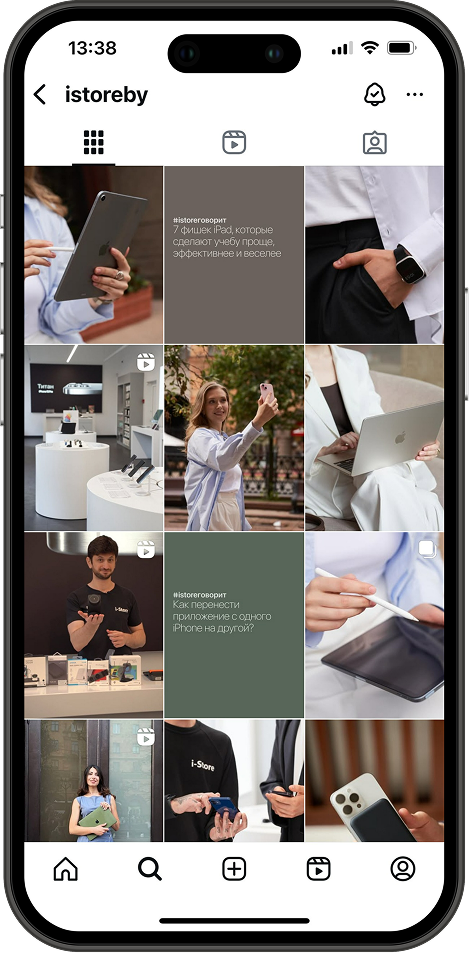 13:38
istoreby
#istoreговорит
7 фишек iPad, которые
сделают учебу проще,
эффективнее и веселее
Титан
i-Store
#istoreговорит
Как перенести
приложение с одного
iPhone на другой?
i-Store